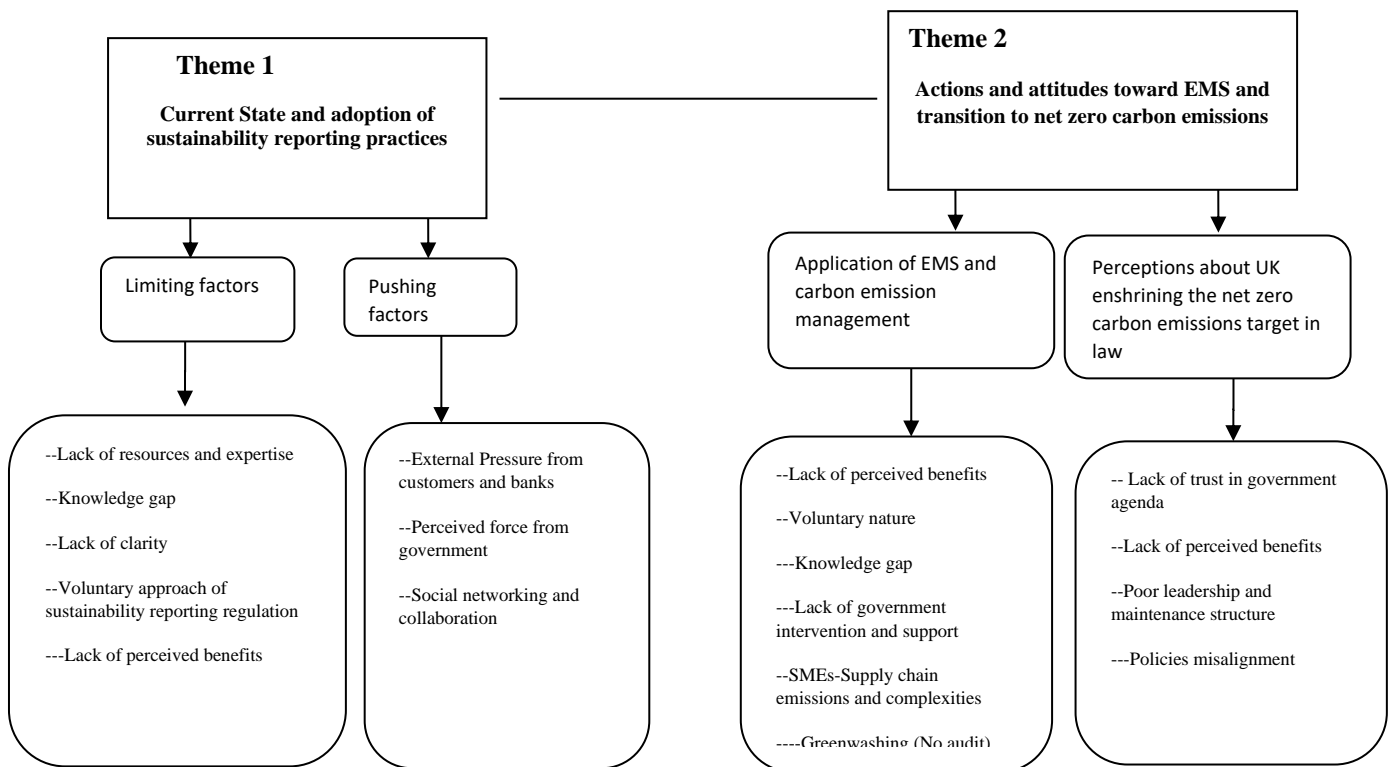 Theme 1
Current State and adoption of
sustainability reporting practices
Theme 2
Actions and attitudes toward EMS and
transition to net zero carbon emissions
Limiting factors
Pushing
factors
Application of EMS and
carbon emission
management
Perceptions about UK
enshrining the net zero
carbon emissions target in
law
--Lack of resources and expertise
--Knowledge gap
--Lack of clarity
--Voluntary approach of
sustainability reporting regulation
---Lack of perceived benefits
--External Pressure from
customers and banks
--Perceived force from
government
--Social networking and
collaboration
--Lack of perceived benefits
--Voluntary nature
---Knowledge gap
---Lack of government
intervention and support
--SMEs-Supply chain
emissions and complexities
----Greenwashing (No audit)
-- Lack of trust in government
agenda
--Lack of perceived benefits
--Poor leadership and
maintenance structure
---Policies misalignment